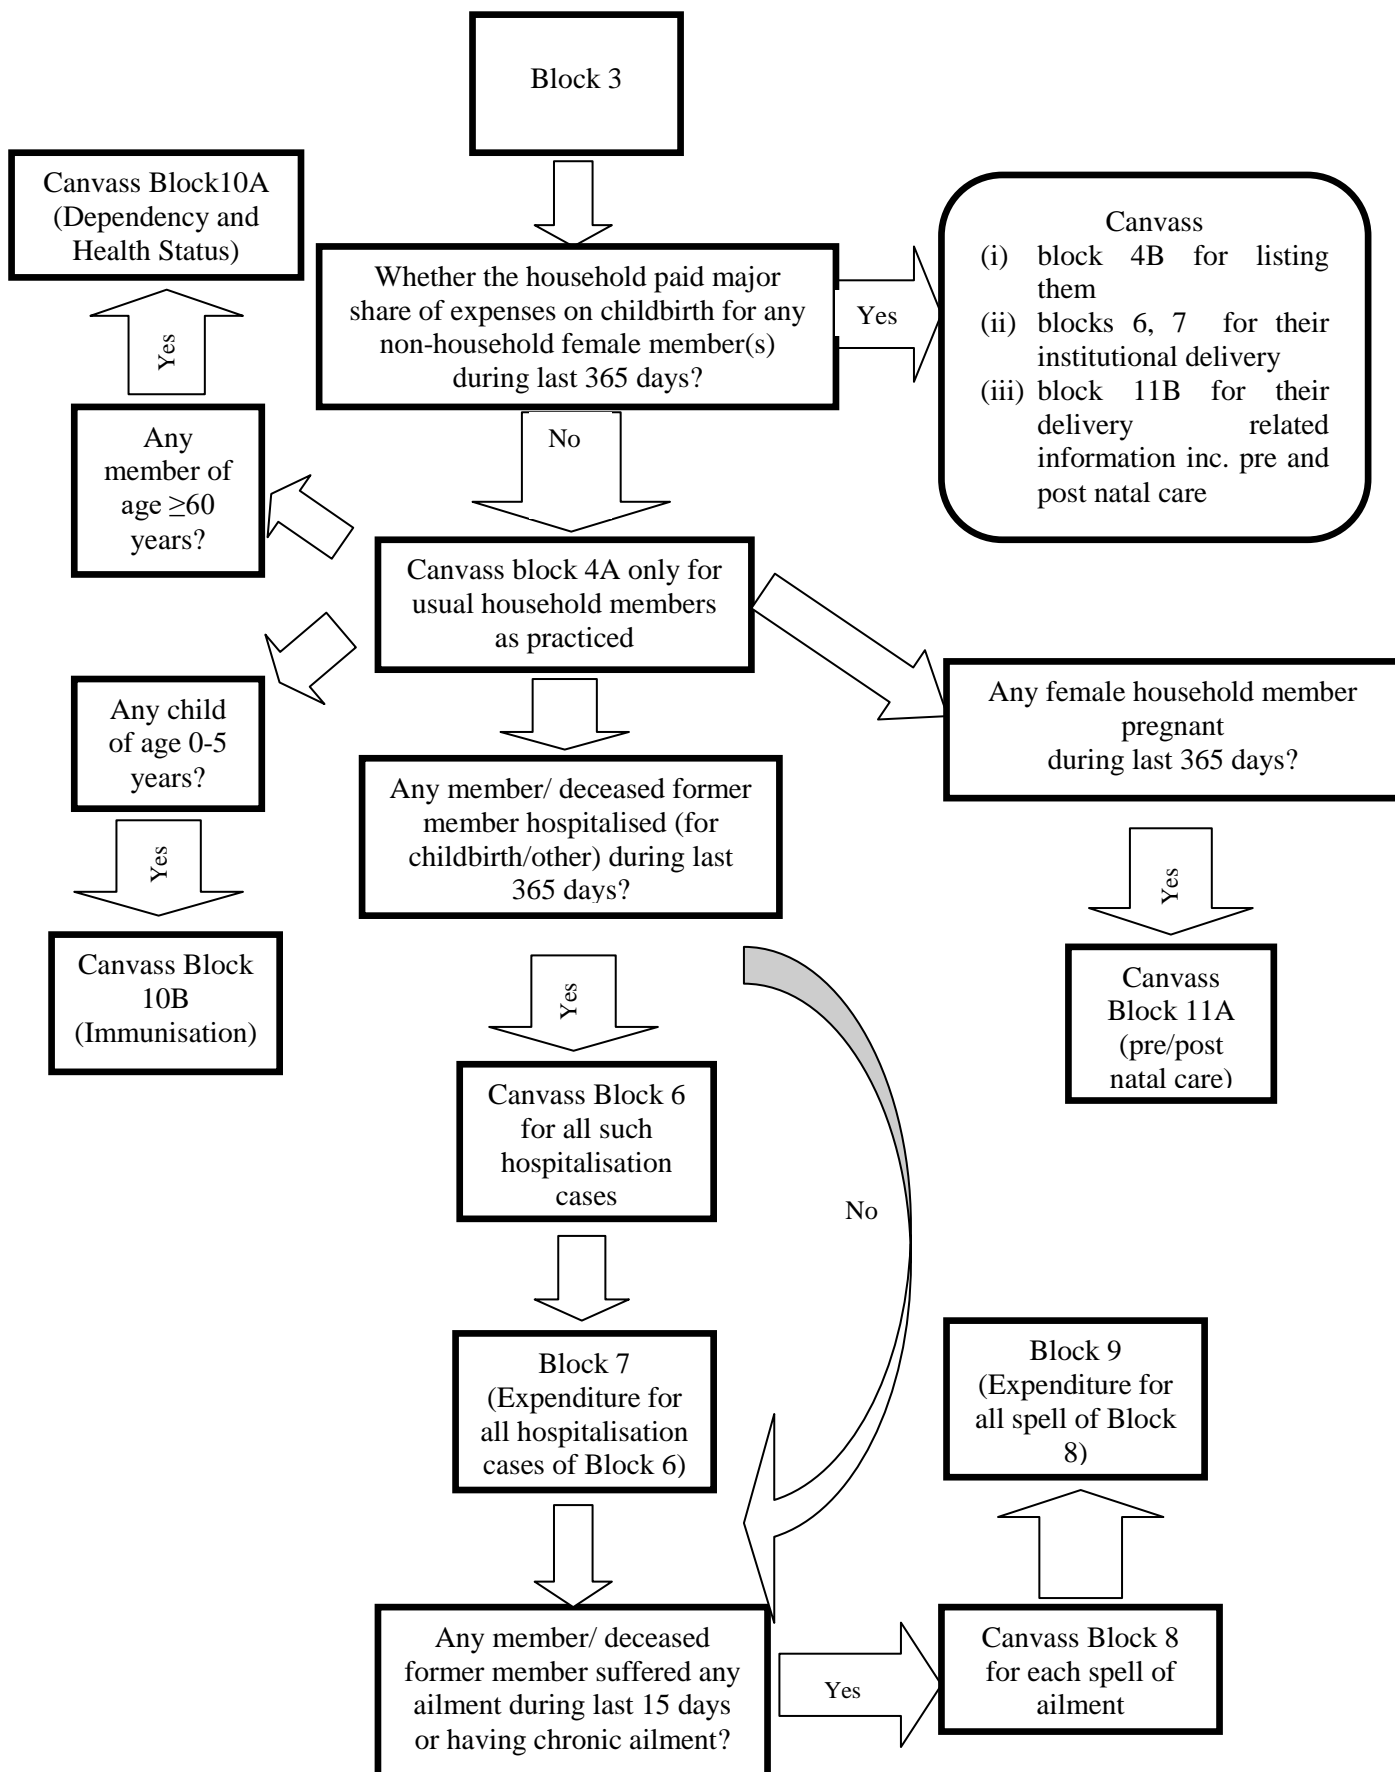 Block 3
Canvass Block10A
(Dependency and
Health Status)
Whether the household paid major
share of expenses on childbirth for any
non-household female member(s)
during last 365 days?
Yes
Canvass
(i) block 4B for listing
them
(ii) blocks 6, 7 for their
institutional delivery
(iii) block 11B for their
delivery related
information inc. pre and
post natal care
Yes
Any
member of
age ≥60
years?
No
Canvass block 4A only for
usual household members
as practiced
Any child
of age 0-5
years?
Any female household member
pregnant
during last 365 days?
Any member/ deceased former
member hospitalised (for
childbirth/other) during last
365 days?
Yes
Yes
Canvass Block
10B
(Immunisation)
Canvass
Block 11A
(pre/post
natal care)
Yes
Canvass Block 6
for all such
hospitalisation
cases
No
Block 7
(Expenditure for
all hospitalisation
cases of Block 6)
Block 9
(Expenditure for
all spell of Block
8)
Any member/ deceased
former member suffered any
ailment during last 15 days
or having chronic ailment?
Yes
Canvass Block 8
for each spell of
ailment